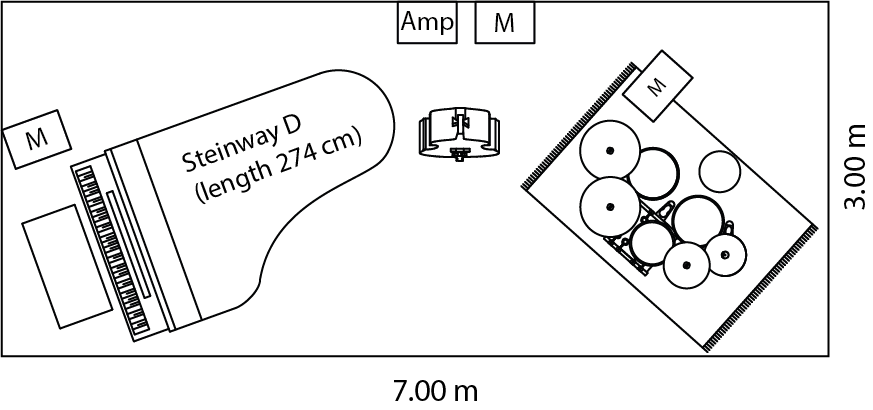 Amp
M
M
M
Steinway D
(length 274 cm)
3.00 m
7.00 m